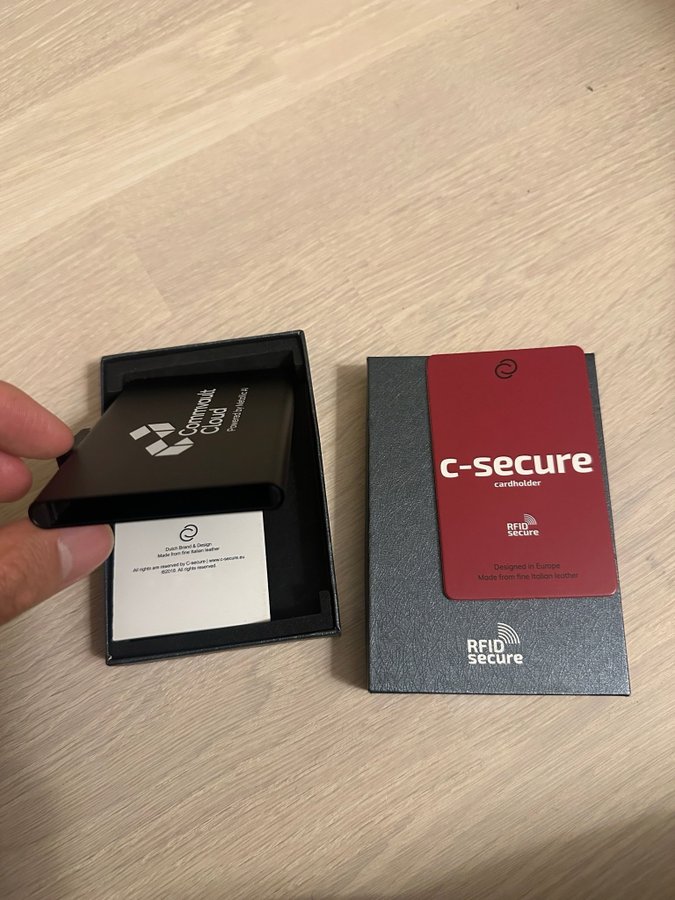 Commvault
Cloud
Powered by Metallic AI
Dutch Brand & Design
Made from fine Italian leather
All rights are reserved by C-secure | www.c-secure.eu
©2018. All rights reserved.
c-secure
cardholder
RFID
secure
Designed in Europe
Made from fine Italian leather
RFID
secure